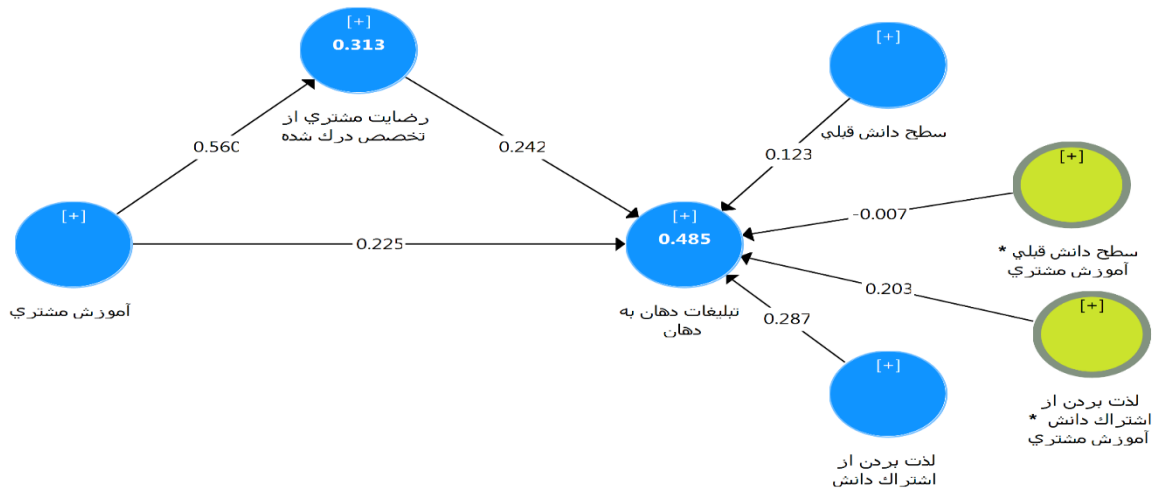 [+]
0.313
رضايت مشتري از
تخصص درك شده
[+]
سطح دانش قبلي
0.560
0.242
0.123
[+]
سطح دانش قبلي *
آموزش مشتري
[+]
آموزش مشتري
0.225
[+]
0.485
تبليغات دهان به
دهان
-0.007
0.203
0.287
[+]
لذت بردن از
اشتراك دانش *
آموزش مشتري
[+]
لذت بردن از
اشتراك دانش